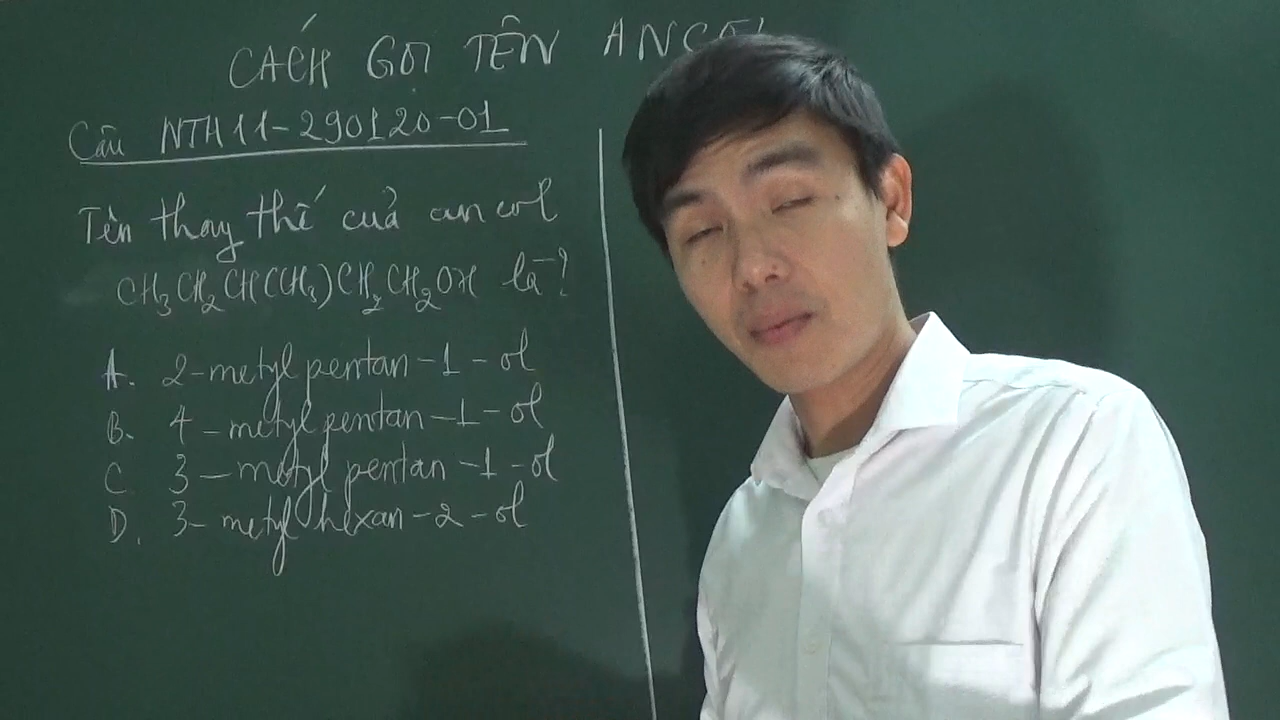 CÁCH GỌI TÊN ANCOL
Câu NTH11-290120-01
Tên thay thế của ancol
CH₃CH₂CH(CH₃)CH₂CH₂OH là?
A. 2-metyl pentan-1-ol
B. 4-metyl pentan-1-ol
C 3-metyl pentan-1-ol
D. 3-metyl hexan-2-ol